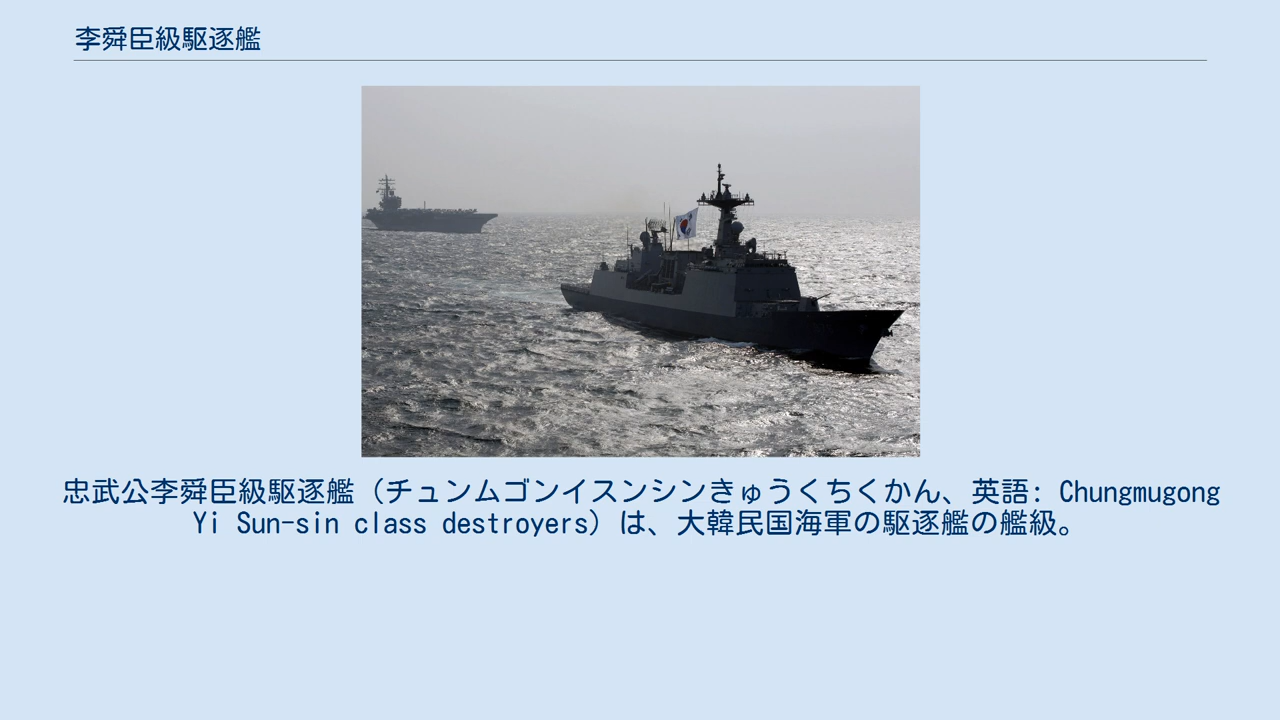 李舜臣級駆逐艦
忠武公李舜臣級駆逐艦（チュンムゴンイスンシンきゅうくちくかん、英語: Chungmugong
Yi Sun-sin class destroyers）は、大韓民国海軍の駆逐艦の艦級。